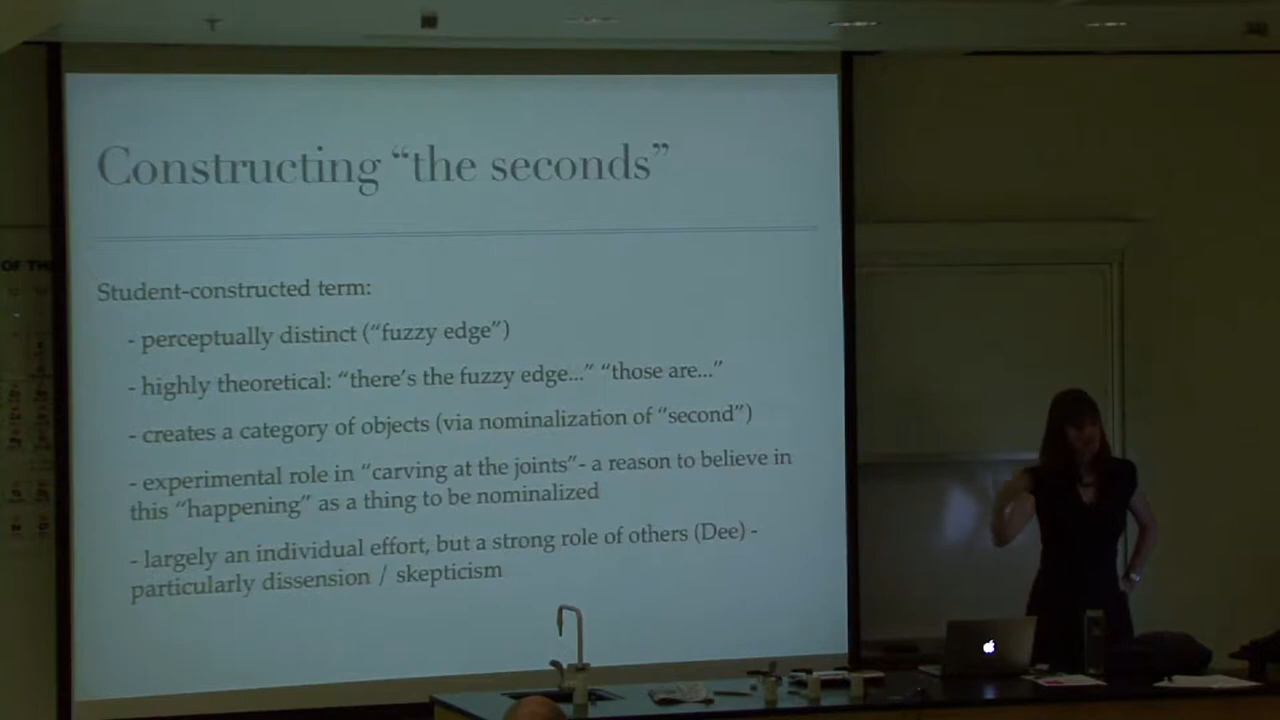 Constructing “the seconds”
Student-constructed term:
- perceptually distinct (“fuzzy edge”)
- highly theoretical: “there’s the fuzzy edge...” “those are...”
- creates a category of objects (via nominalization of “second”)
- experimental role in “carving at the joints”- a reason to believe in
this “happening” as a thing to be nominalized
- largely an individual effort, but a strong role of others (Dee) -
particularly dissension / skepticism
OF TH